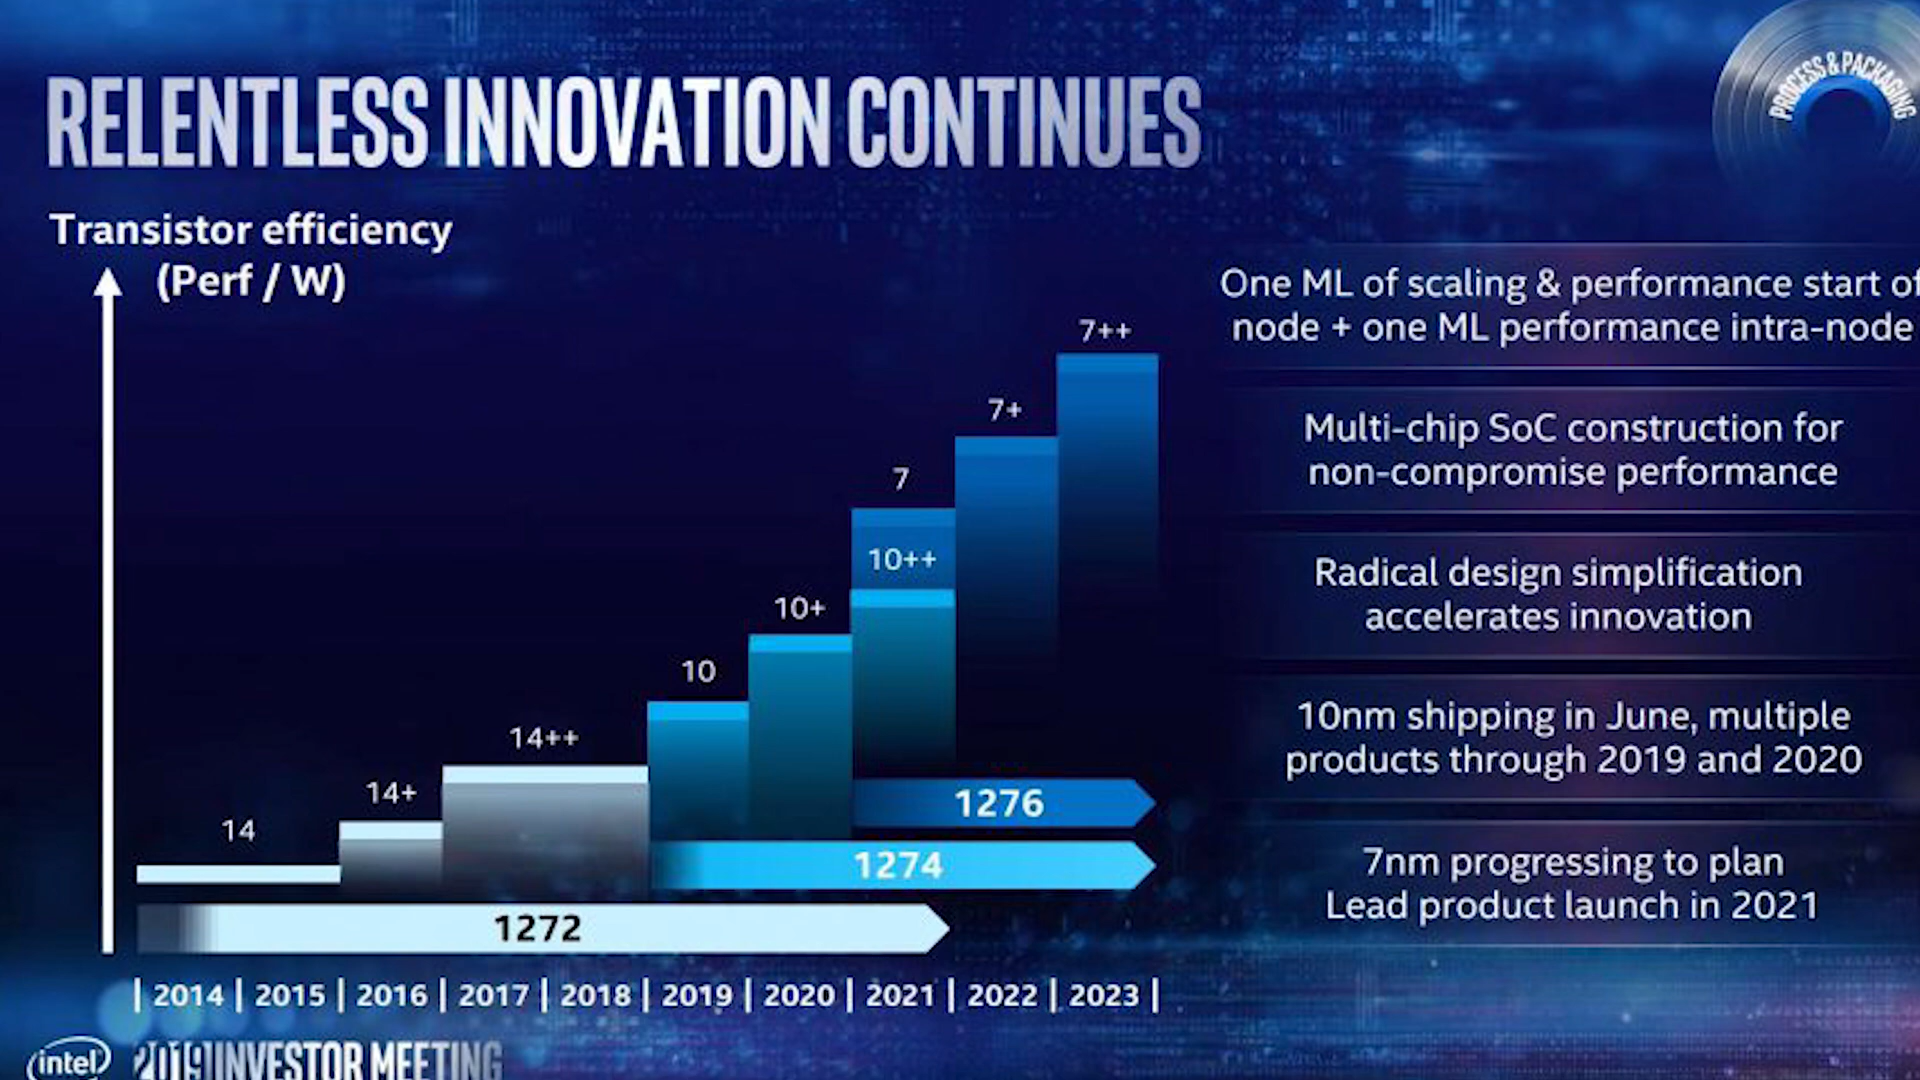 RELENTLESS INNOVATION CONTINUES
PROCESS & PACKAGING
Transistor efficiency
(Perf / W)
7++
7+
7
10++
10+
10
14++
14+
14
1276
1274
1272
| 2014 | 2015 | 2016 | 2017 | 2018 | 2019 | 2020 | 2021 | 2022 | 2023 |
One ML of scaling & performance start of
node + one ML performance intra-node
Multi-chip SoC construction for
non-compromise performance
Radical design simplification
accelerates innovation
10nm shipping in June, multiple
products through 2019 and 2020
7nm progressing to plan
Lead product launch in 2021
intel
2019 INVESTOR MEETING